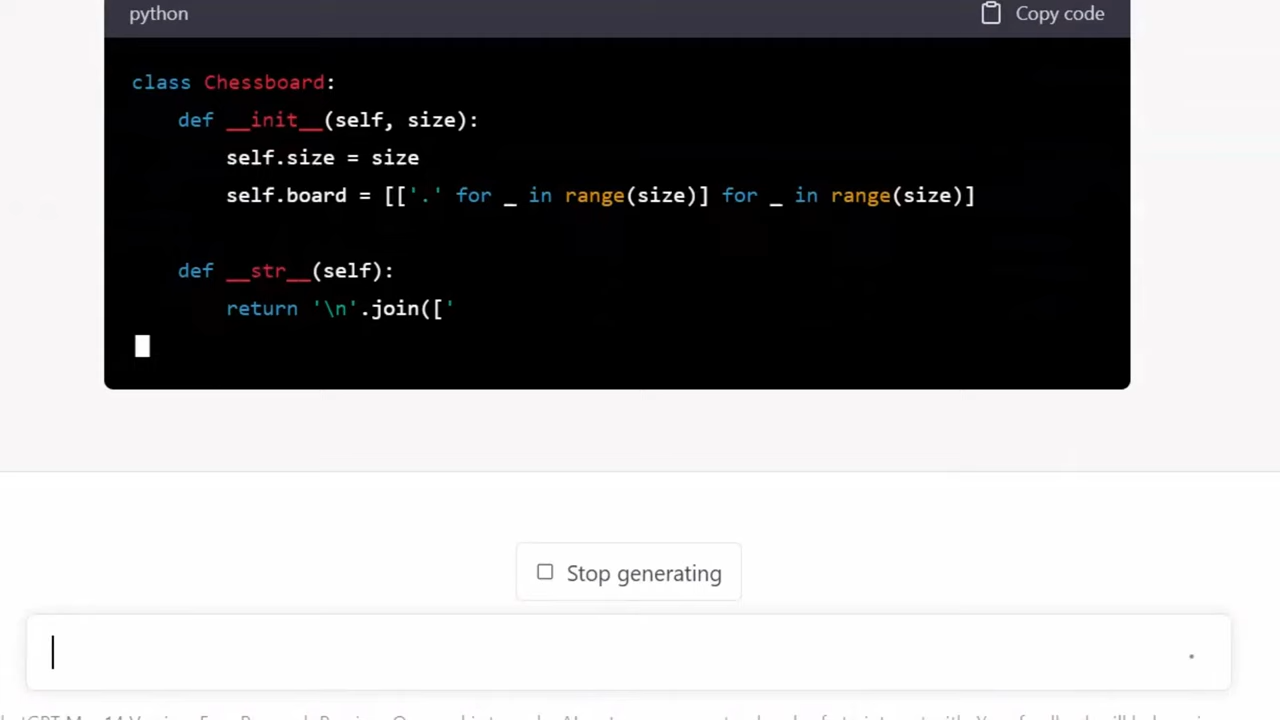 python
Copy code
class Chessboard:
    def __init__(self, size):
        self.size = size
        self.board = [['.' for _ in range(size)] for _ in range(size)]
    def __str__(self):
        return '\n'.join(['
Stop generating